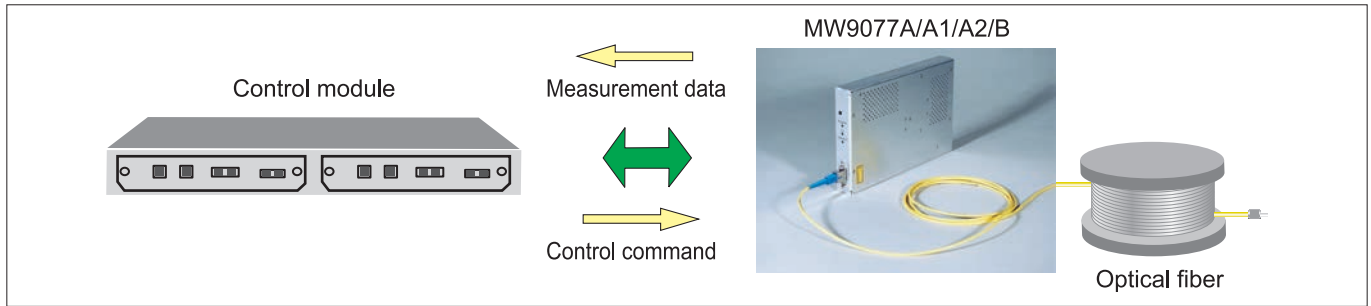 MW9077A/A1/A2/B
Control module
Measurement data
Control command
Optical fiber